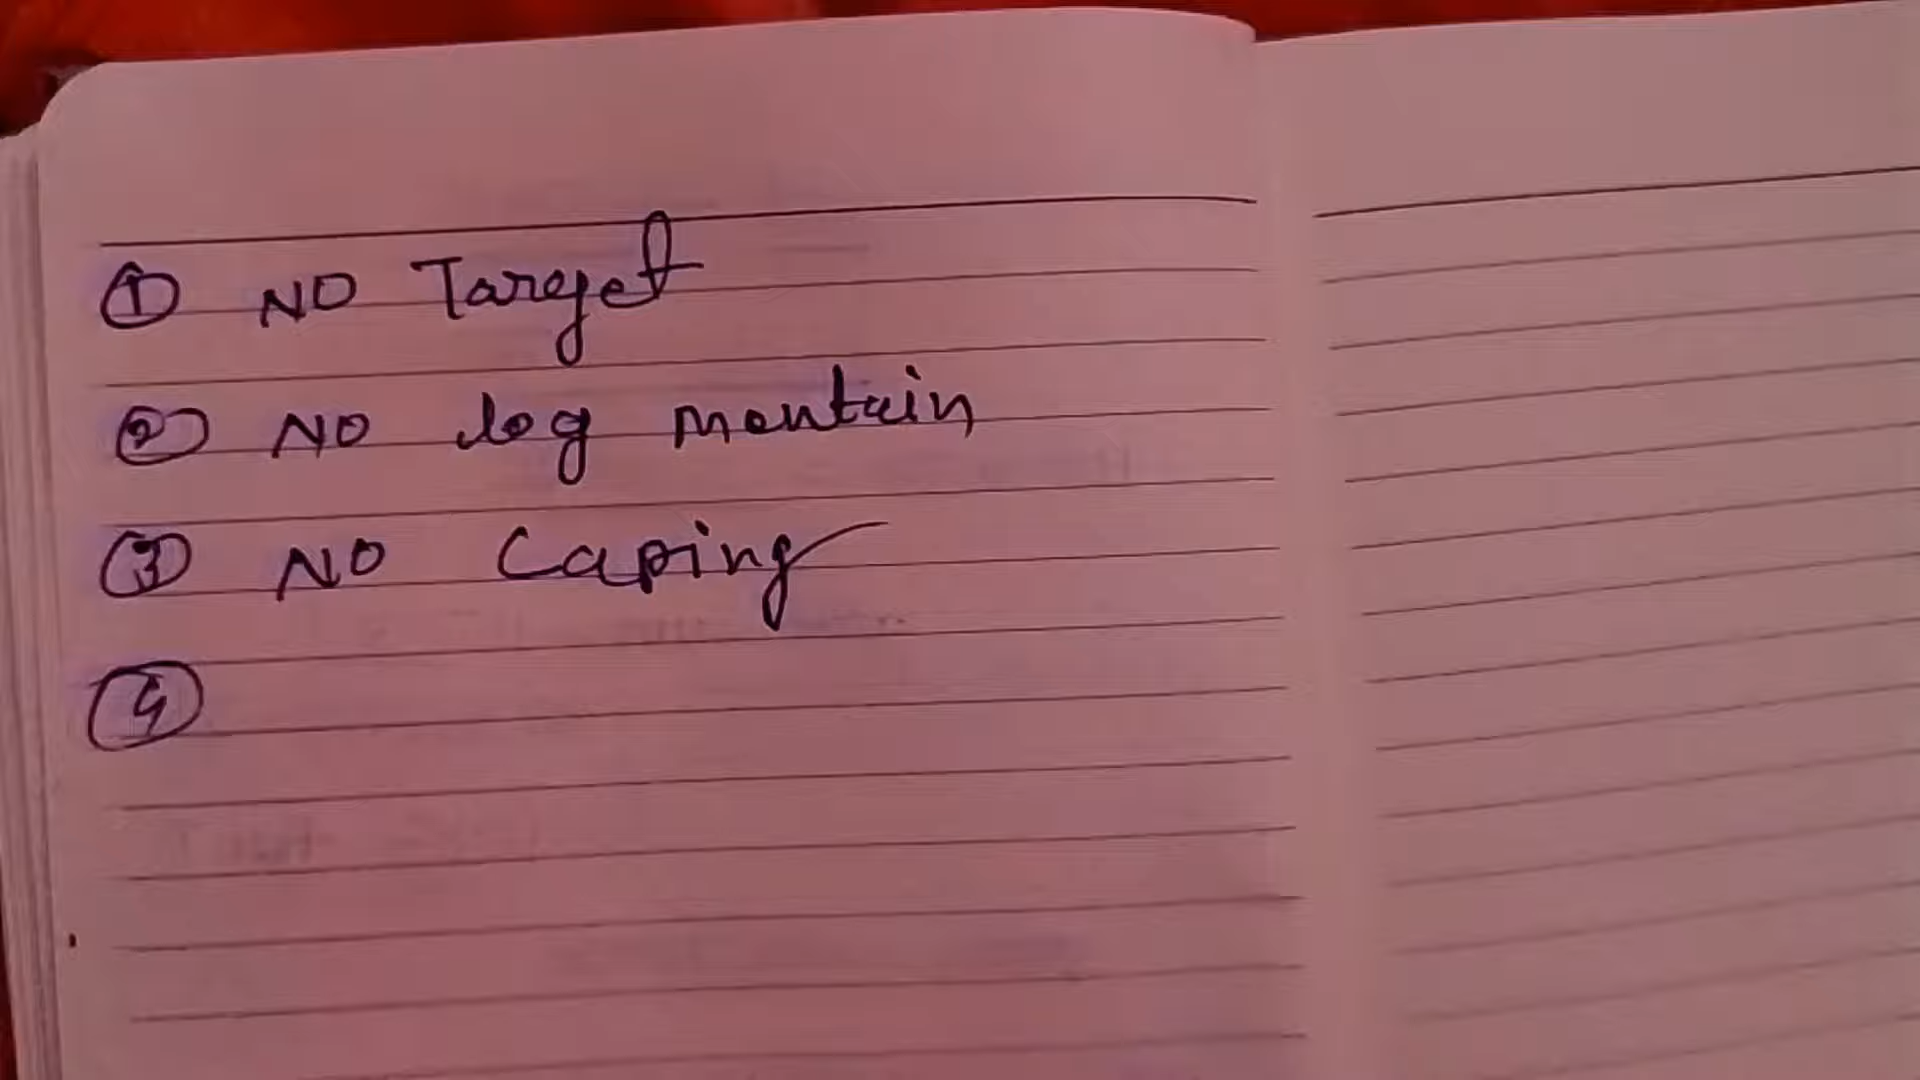 ① NO Target
② NO log mentain
③ NO Caping
④